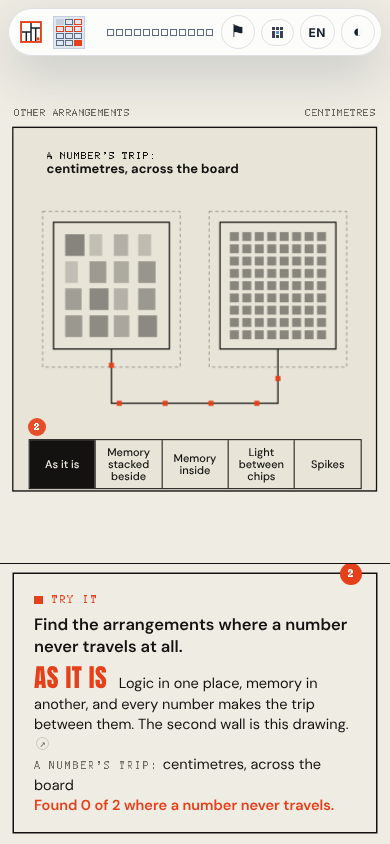 EN
OTHER ARRANGEMENTS
CENTIMETRES
A NUMBER'S TRIP:
centimetres, across the board
2
As it is
Memory
stacked
beside
Memory
inside
Light
between
chips
Spikes
2
TRY IT
Find the arrangements where a number
never travels at all.
AS IT IS Logic in one place, memory in
another, and every number makes the trip
between them. The second wall is this drawing.
A NUMBER'S TRIP: centimetres, across the
board
Found 0 of 2 where a number never travels.